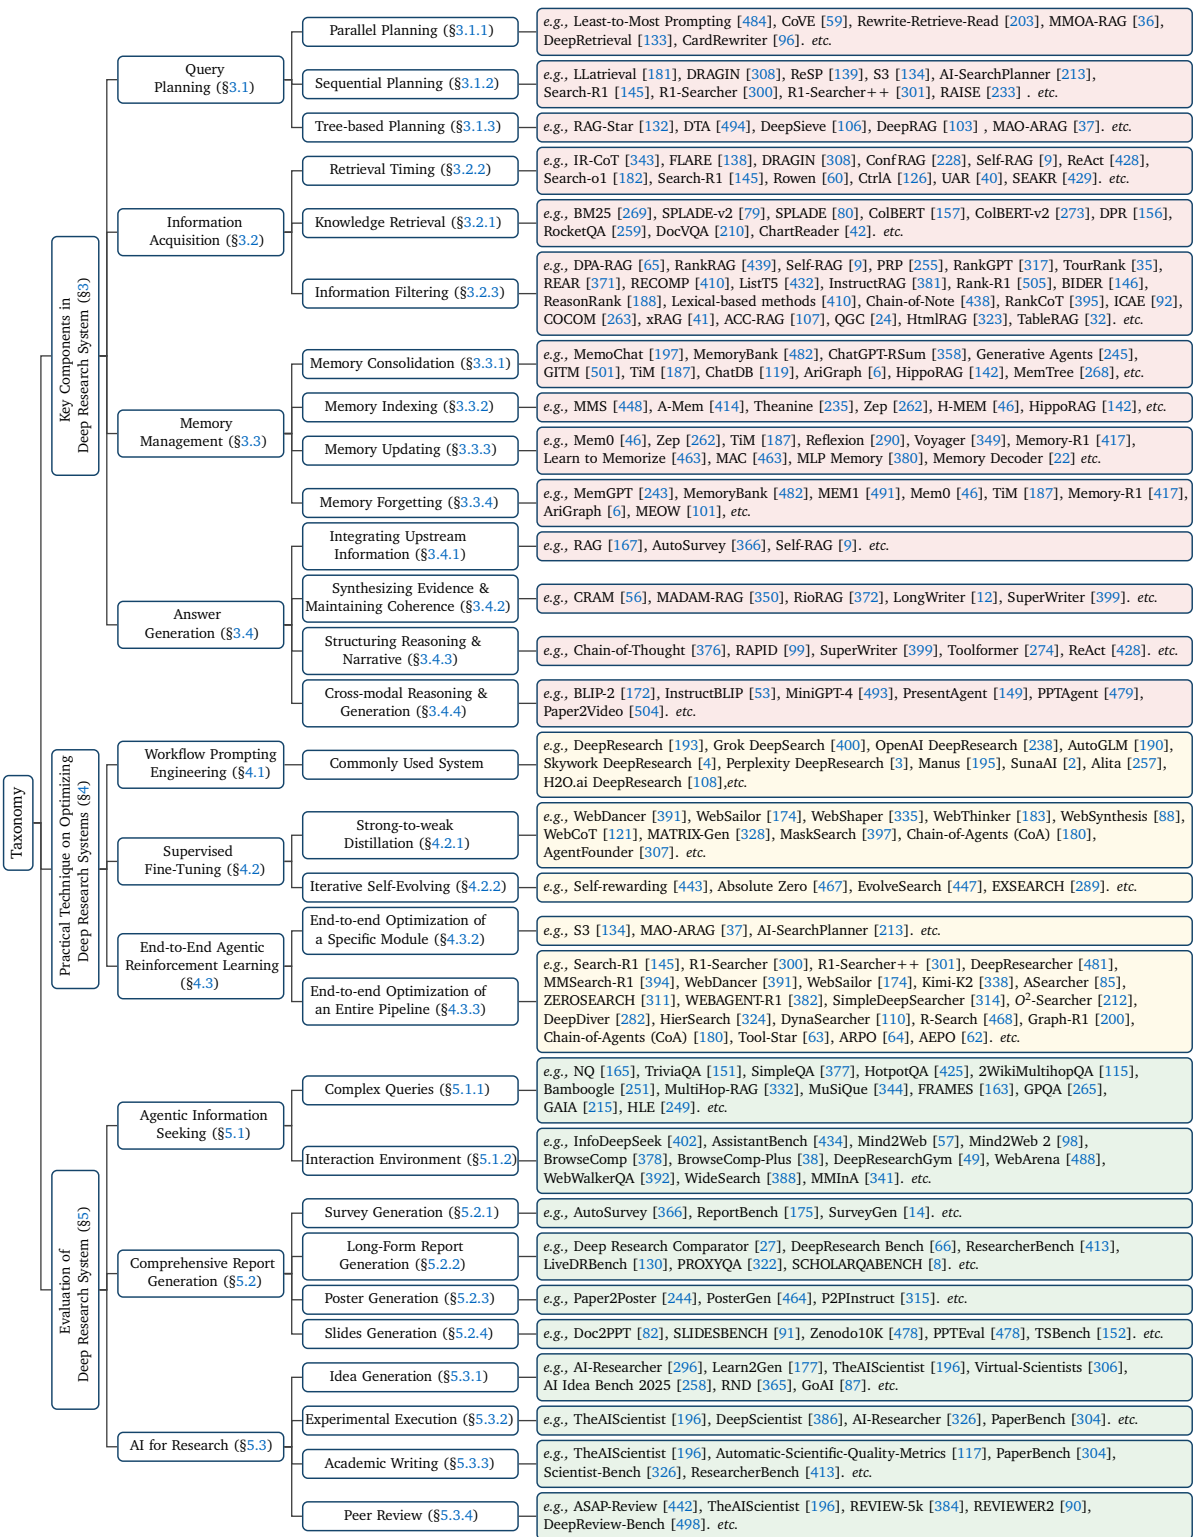 Taxonomy
Key Components in
Deep Research System (§3)
Query
Planning (§3.1)
Parallel Planning (§3.1.1)
e.g., Least-to-Most Prompting [484], CoVE [59], Rewrite-Retrieve-Read [203], MMOA-RAG [36],
DeepRetrieval [133], CardRewriter [96]. etc.
Sequential Planning (§3.1.2)
e.g., LLatrieval [181], DRAGIN [308], ReSP [139], S3 [134], AI-SearchPlanner [213],
Search-R1 [145], R1-Searcher [300], R1-Searcher++ [301], RAISE [233] . etc.
Tree-based Planning (§3.1.3)
e.g., RAG-Star [132], DTA [494], DeepSieve [106], DeepRAG [103] , MAO-ARAG [37]. etc.
Information
Acquisition (§3.2)
Retrieval Timing (§3.2.2)
e.g., IR-CoT [343], FLARE [138], DRAGIN [308], ConfRAG [228], Self-RAG [9], ReAct [428],
Search-o1 [182], Search-R1 [145], Rowen [60], CtrlA [126], UAR [40], SEAKR [429]. etc.
Knowledge Retrieval (§3.2.1)
e.g., BM25 [269], SPLADE-v2 [79], SPLADE [80], ColBERT [157], ColBERT-v2 [273], DPR [156],
RocketQA [259], DocVQA [210], ChartReader [42]. etc.
Information Filtering (§3.2.3)
e.g., DPA-RAG [65], RankRAG [439], Self-RAG [9], PRP [255], RankGPT [317], TourRank [35],
REAR [371], RECOMP [410], ListT5 [432], InstructRAG [381], Rank-R1 [505], BIDER [146],
ReasonRank [188], Lexical-based methods [410], Chain-of-Note [438], RankCoT [395], ICAE [92],
COCOM [263], xRAG [41], ACC-RAG [107], QGC [24], HtmlRAG [323], TableRAG [32]. etc.
Memory
Management (§3.3)
Memory Consolidation (§3.3.1)
e.g., MemoChat [197], MemoryBank [482], ChatGPT-RSum [358], Generative Agents [245],
GITM [501], TiM [187], ChatDB [119], AriGraph [6], HippoRAG [142], MemTree [268], etc.
Memory Indexing (§3.3.2)
e.g., MMS [448], A-Mem [414], Theanine [235], Zep [262], H-MEM [46], HippoRAG [142], etc.
Memory Updating (§3.3.3)
e.g., Mem0 [46], Zep [262], TiM [187], Reflexion [290], Voyager [349], Memory-R1 [417],
Learn to Memorize [463], MAC [463], MLP Memory [380], Memory Decoder [22] etc.
Memory Forgetting (§3.3.4)
e.g., MemGPT [243], MemoryBank [482], MEM1 [491], Mem0 [46], TiM [187], Memory-R1 [417],
AriGraph [6], MEOW [101], etc.
Answer
Generation (§3.4)
Integrating Upstream
Information (§3.4.1)
e.g., RAG [167], AutoSurvey [366], Self-RAG [9]. etc.
Synthesizing Evidence &
Maintaining Coherence (§3.4.2)
e.g., CRAM [56], MADAM-RAG [350], RioRAG [372], LongWriter [12], SuperWriter [399]. etc.
Structuring Reasoning &
Narrative (§3.4.3)
e.g., Chain-of-Thought [376], RAPID [99], SuperWriter [399], Toolformer [274], ReAct [428]. etc.
Cross-modal Reasoning &
Generation (§3.4.4)
e.g., BLIP-2 [172], InstructBLIP [53], MiniGPT-4 [493], PresentAgent [149], PPTAgent [479],
Paper2Video [504]. etc.
Practical Technique on Optimizing
Deep Research Systems (§4)
Workflow Prompting
Engineering (§4.1)
Commonly Used System
e.g., DeepResearch [193], Grok DeepSearch [400], OpenAI DeepResearch [238], AutoGLM [190],
Skywork DeepResearch [4], Perplexity DeepResearch [3], Manus [195], SunaAI [2], Alita [257],
H2O.ai DeepResearch [108],etc.
Supervised
Fine-Tuning (§4.2)
Strong-to-weak
Distillation (§4.2.1)
e.g., WebDancer [391], WebSailor [174], WebShaper [335], WebThinker [183], WebSynthesis [88],
WebCoT [121], MATRIX-Gen [328], MaskSearch [397], Chain-of-Agents (CoA) [180],
AgentFounder [307]. etc.
Iterative Self-Evolving (§4.2.2)
e.g., Self-rewarding [443], Absolute Zero [467], EvolveSearch [447], EXSEARCH [289]. etc.
End-to-End Agentic
Reinforcement Learning
(§4.3)
End-to-end Optimization of
a Specific Module (§4.3.2)
e.g., S3 [134], MAO-ARAG [37], AI-SearchPlanner [213]. etc.
End-to-end Optimization of
an Entire Pipeline (§4.3.3)
e.g., Search-R1 [145], R1-Searcher [300], R1-Searcher++ [301], DeepResearcher [481],
MMSearch-R1 [394], WebDancer [391], WebSailor [174], Kimi-K2 [338], ASearcher [85],
ZEROSEARCH [311], WEBAGENT-R1 [382], SimpleDeepSearcher [314], O²-Searcher [212],
DeepDiver [282], HierSearch [324], DynaSearcher [110], R-Search [468], Graph-R1 [200],
Chain-of-Agents (CoA) [180], Tool-Star [63], ARPO [64], AEPO [62]. etc.
Evaluation of
Deep Research System (§5)
Agentic Information
Seeking (§5.1)
Complex Queries (§5.1.1)
e.g., NQ [165], TriviaQA [151], SimpleQA [377], HotpotQA [425], 2WikiMultihopQA [115],
Bamboogle [251], MultiHop-RAG [332], MuSiQue [344], FRAMES [163], GPQA [265],
GAIA [215], HLE [249]. etc.
Interaction Environment (§5.1.2)
e.g., InfoDeepSeek [402], AssistantBench [434], Mind2Web [57], Mind2Web 2 [98],
BrowseComp [378], BrowseComp-Plus [38], DeepResearchGym [49], WebArena [488],
WebWalkerQA [392], WideSearch [388], MMInA [341]. etc.
Comprehensive Report
Generation (§5.2)
Survey Generation (§5.2.1)
e.g., AutoSurvey [366], ReportBench [175], SurveyGen [14]. etc.
Long-Form Report
Generation (§5.2.2)
e.g., Deep Research Comparator [27], DeepResearch Bench [66], ResearcherBench [413],
LiveDRBench [130], PROXYQA [322], SCHOLARQABENCH [8]. etc.
Poster Generation (§5.2.3)
e.g., Paper2Poster [244], PosterGen [464], P2PInstruct [315]. etc.
Slides Generation (§5.2.4)
e.g., Doc2PPT [82], SLIDESBENCH [91], Zenodo10K [478], PPTEval [478], TSBench [152]. etc.
AI for Research (§5.3)
Idea Generation (§5.3.1)
e.g., AI-Researcher [296], Learn2Gen [177], TheAIScientist [196], Virtual-Scientists [306],
AI Idea Bench 2025 [258], RND [365], GoAI [87]. etc.
Experimental Execution (§5.3.2)
e.g., TheAIScientist [196], DeepScientist [386], AI-Researcher [326], PaperBench [304]. etc.
Academic Writing (§5.3.3)
e.g., TheAIScientist [196], Automatic-Scientific-Quality-Metrics [117], PaperBench [304],
Scientist-Bench [326], ResearcherBench [413]. etc.
Peer Review (§5.3.4)
e.g., ASAP-Review [442], TheAIScientist [196], REVIEW-5k [384], REVIEWER2 [90],
DeepReview-Bench [498]. etc.